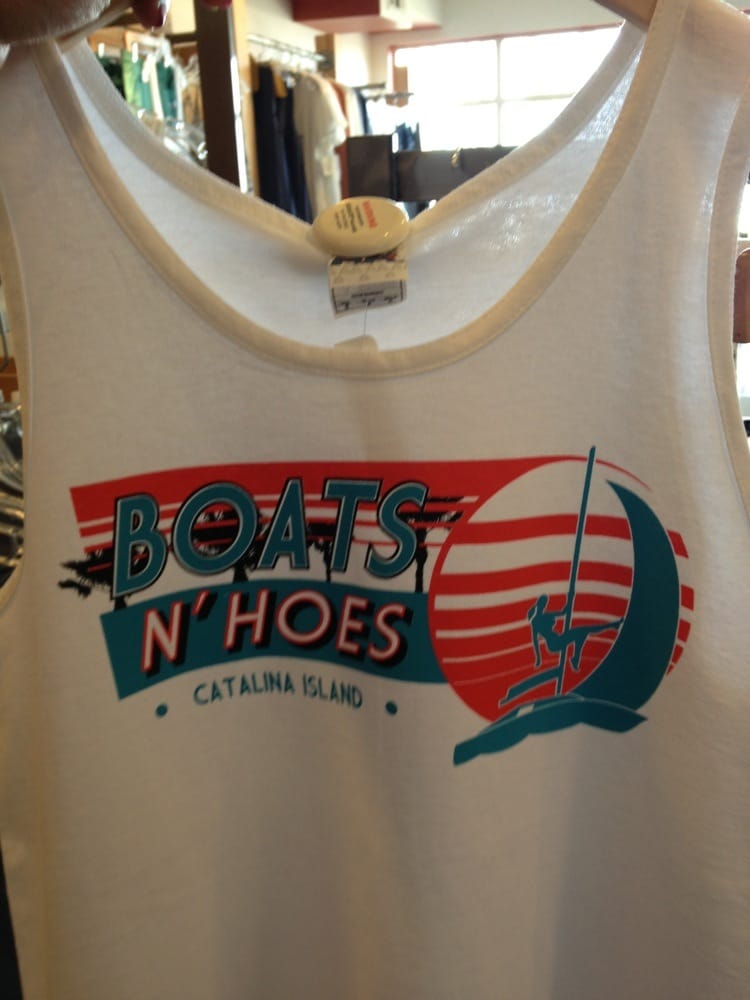 BOATS
N' HOES
• CATALINA ISLAND •